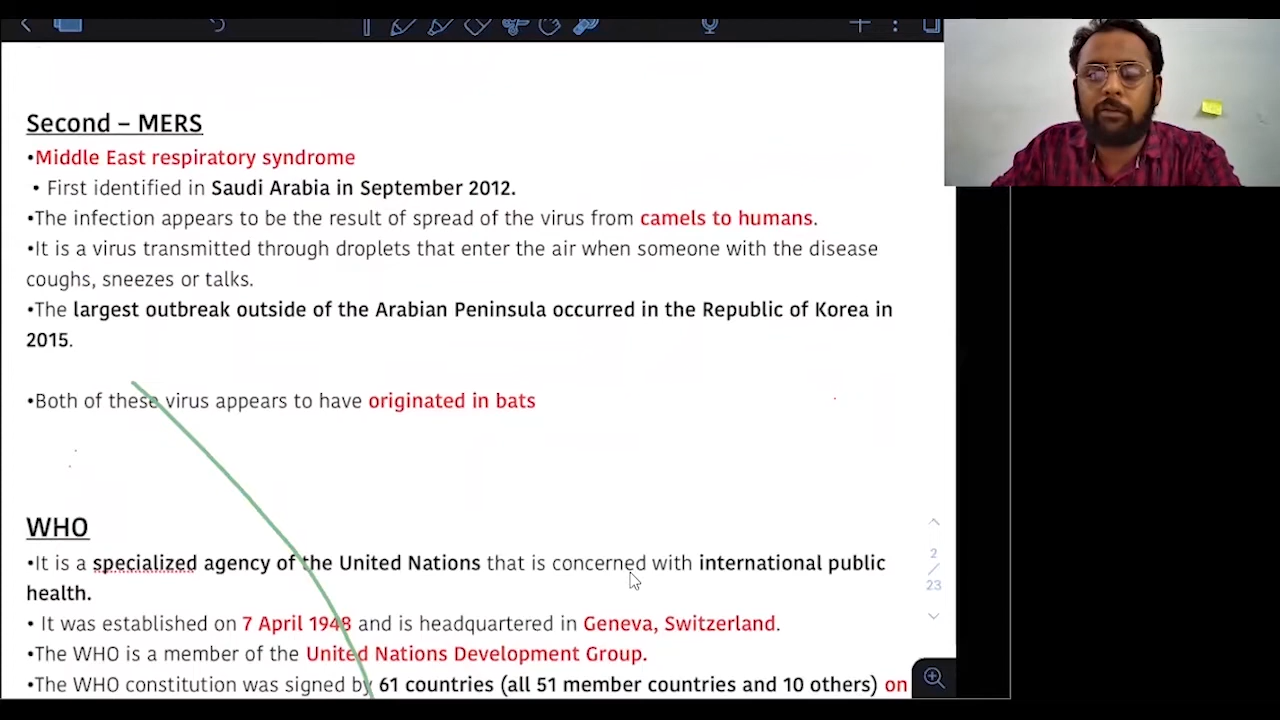 Second – MERS
•Middle East respiratory syndrome
• First identified in Saudi Arabia in September 2012.
•The infection appears to be the result of spread of the virus from camels to humans.
•It is a virus transmitted through droplets that enter the air when someone with the disease
coughs, sneezes or talks.
•The largest outbreak outside of the Arabian Peninsula occurred in the Republic of Korea in
2015.
•Both of these virus appears to have originated in bats
WHO
•It is a specialized agency of the United Nations that is concerned with international public
health.
• It was established on 7 April 1948 and is headquartered in Geneva, Switzerland.
•The WHO is a member of the United Nations Development Group.
•The WHO constitution was signed by 61 countries (all 51 member countries and 10 others) on
2
/
23